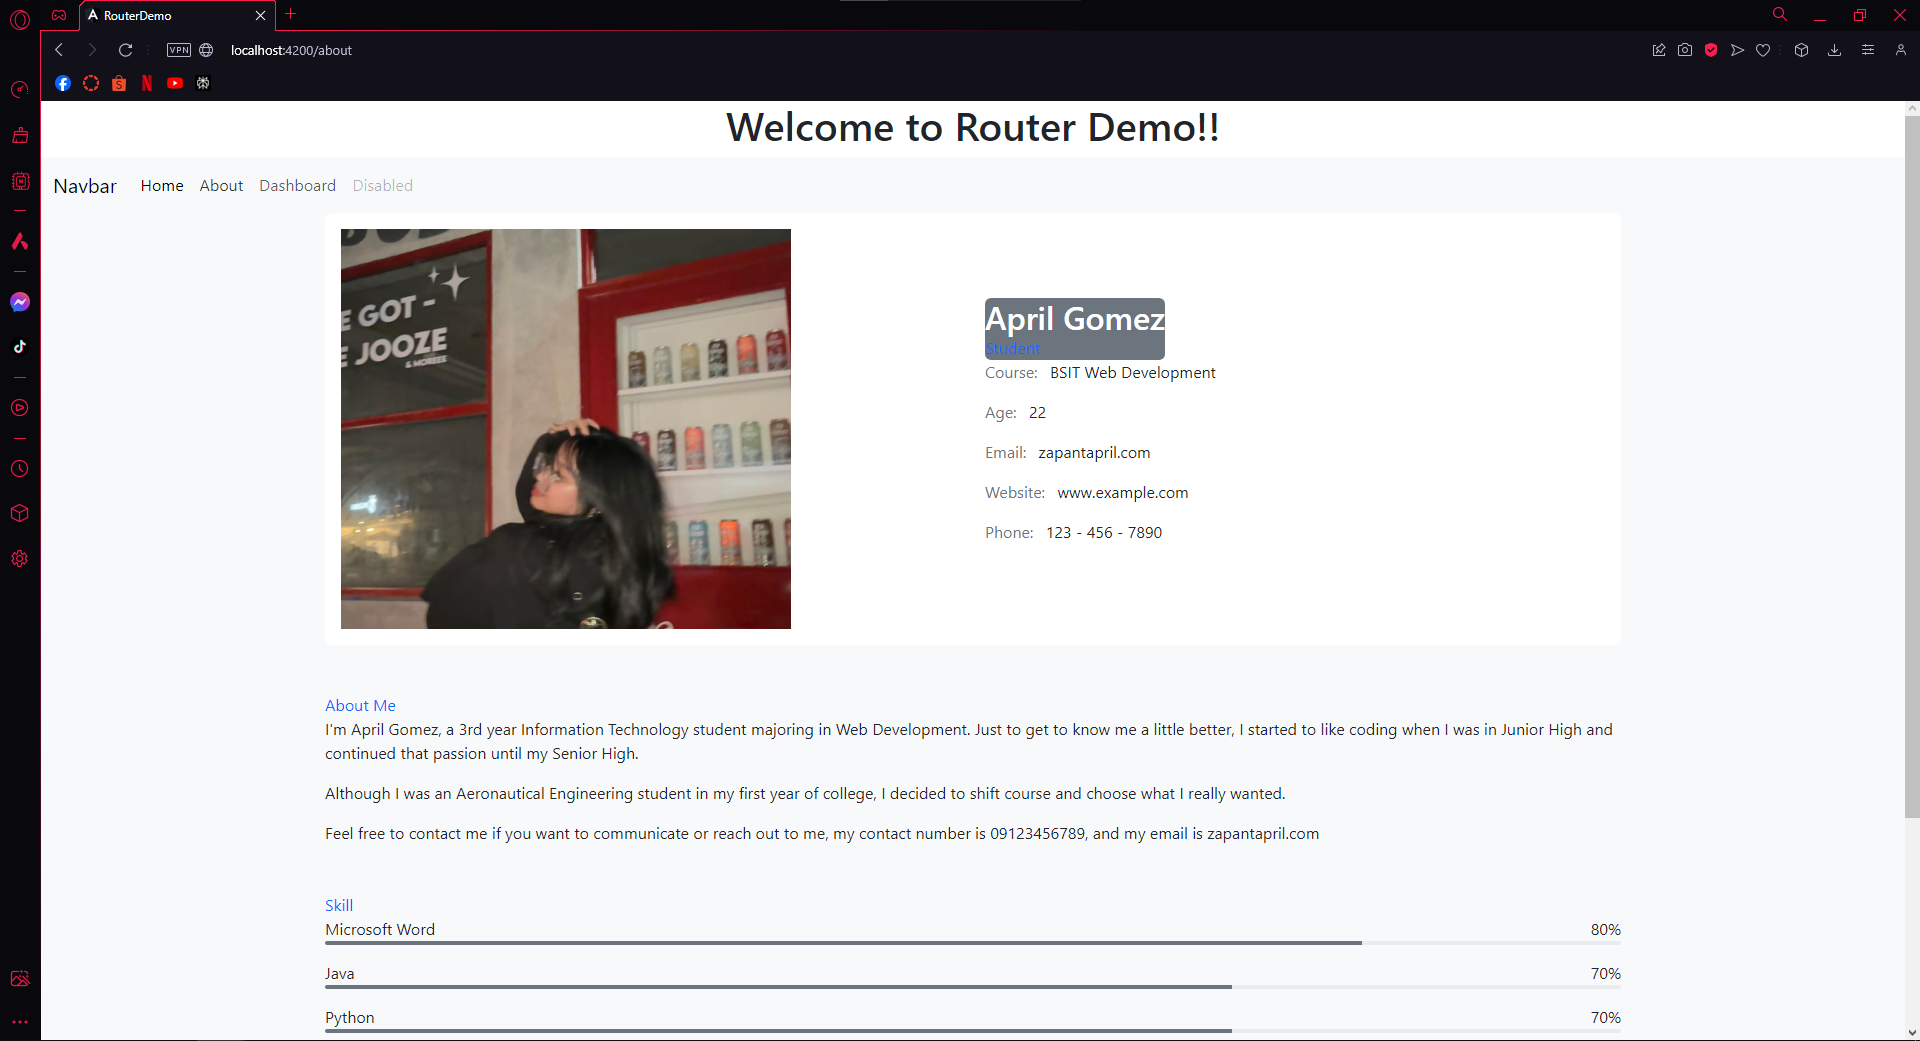 RouterDemo
VPN
localhost:4200/about
Welcome to Router Demo!!
Navbar Home About Dashboard Disabled
E GOT -
E JOOZE
& MOREEE
April Gomez
Student
Course: BSIT Web Development
Age: 22
Email: zapantapril.com
Website: www.example.com
Phone: 123 - 456 - 7890
About Me
I'm April Gomez, a 3rd year Information Technology student majoring in Web Development. Just to get to know me a little better, I started to like coding when I was in Junior High and
continued that passion until my Senior High.
Although I was an Aeronautical Engineering student in my first year of college, I decided to shift course and choose what I really wanted.
Feel free to contact me if you want to communicate or reach out to me, my contact number is 09123456789, and my email is zapantapril.com
Skill
Microsoft Word 80%
Java 70%
Python 70%